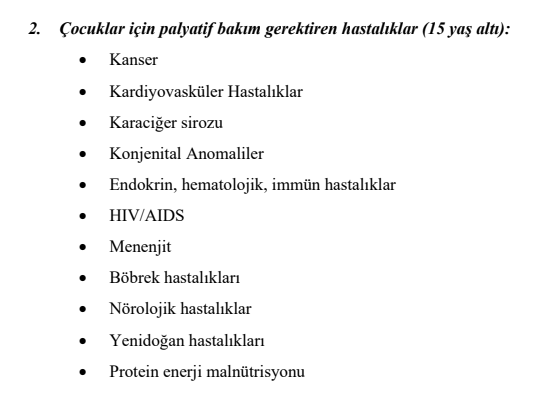 2. Çocuklar için palyatif bakım gerektiren hastalıklar (15 yaş altı):
• Kanser
• Kardiyovasküler Hastalıklar
• Karaciğer sirozu
• Konjenital Anomaliler
• Endokrin, hematolojik, immün hastalıklar
• HIV/AIDS
• Menenjit
• Böbrek hastalıkları
• Nörolojik hastalıklar
• Yenidoğan hastalıkları
• Protein enerji malnütrisyonu